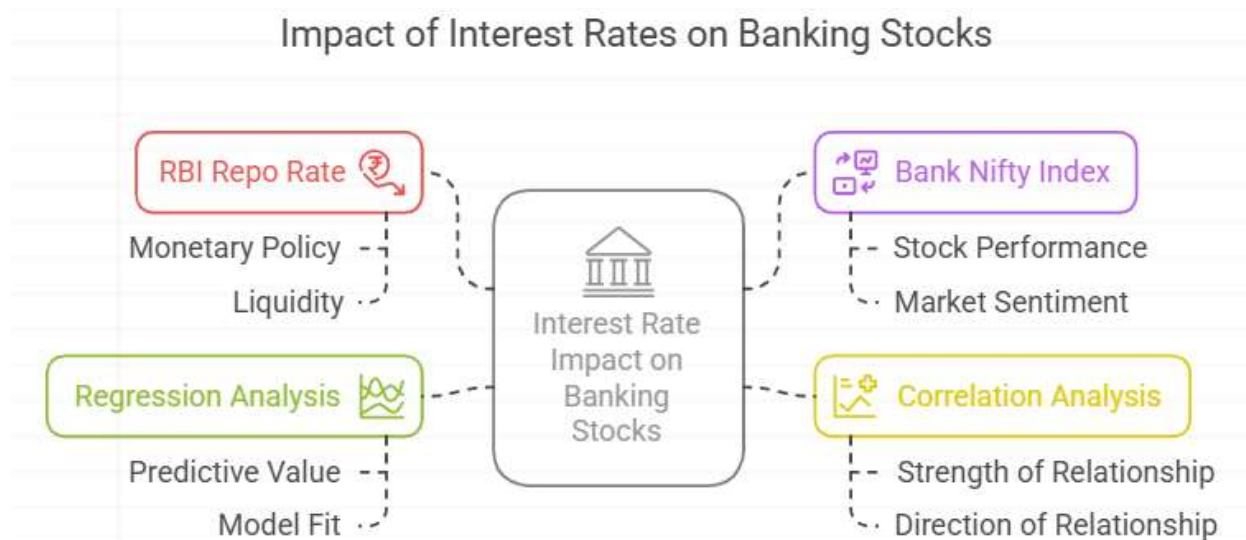 Impact of Interest Rates on Banking Stocks
RBI Repo Rate
Monetary Policy
Liquidity
Regression Analysis
Predictive Value
Model Fit
Interest Rate
Impact on
Banking
Stocks
Bank Nifty Index
Stock Performance
Market Sentiment
Correlation Analysis
Strength of Relationship
Direction of Relationship